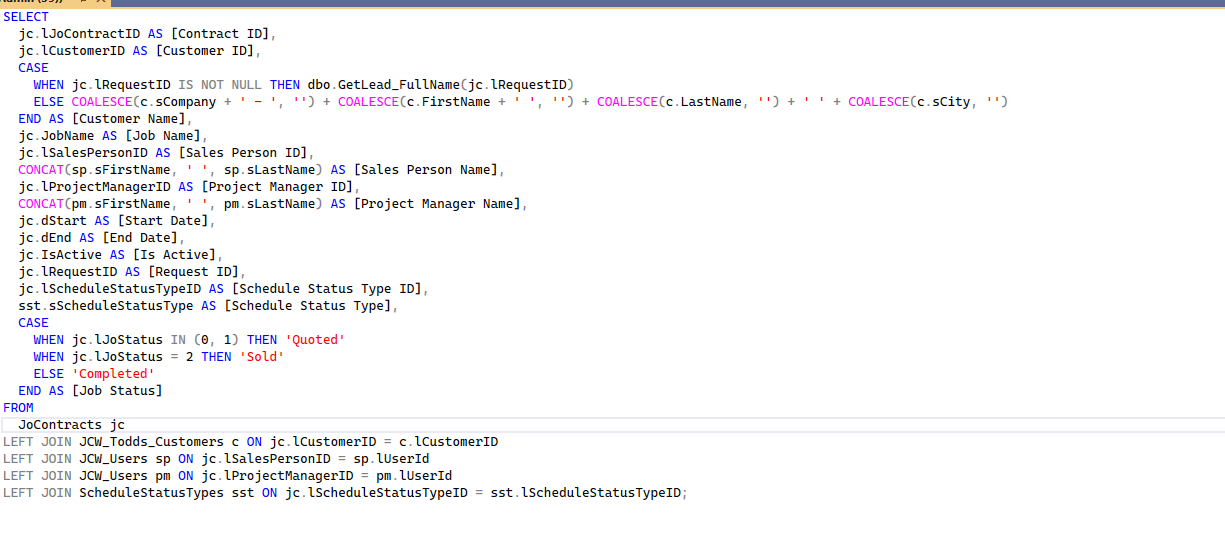 SELECT
jc.lJoContractID AS [Contract ID],
jc.lCustomerID AS [Customer ID],
CASE
WHEN jc.lRequestID IS NOT NULL THEN dbo.GetLead_FullName(jc.lRequestID)
ELSE COALESCE(c.sCompany + ' - ', '') + COALESCE(c.FirstName + ' ', '') + COALESCE(c.LastName, '') + ' ' + COALESCE(c.sCity, '')
END AS [Customer Name],
jc.JobName AS [Job Name],
jc.lSalesPersonID AS [Sales Person ID],
CONCAT(sp.sFirstName, ' ', sp.sLastName) AS [Sales Person Name],
jc.lProjectManagerID AS [Project Manager ID],
CONCAT(pm.sFirstName, ' ', pm.sLastName) AS [Project Manager Name],
jc.dStart AS [Start Date],
jc.dEnd AS [End Date],
jc.IsActive AS [Is Active],
jc.lRequestID AS [Request ID],
jc.lScheduleStatusTypeID AS [Schedule Status Type ID],
sst.sScheduleStatusType AS [Schedule Status Type],
CASE
WHEN jc.lJoStatus IN (0, 1) THEN 'Quoted'
WHEN jc.lJoStatus = 2 THEN 'Sold'
ELSE 'Completed'
END AS [Job Status]
FROM
JoContracts jc
LEFT JOIN JCW_Todds_Customers c ON jc.lCustomerID = c.lCustomerID
LEFT JOIN JCW_Users sp ON jc.lSalesPersonID = sp.lUserId
LEFT JOIN JCW_Users pm ON jc.lProjectManagerID = pm.lUserId
LEFT JOIN ScheduleStatusTypes sst ON jc.lScheduleStatusTypeID = sst.lScheduleStatusTypeID;